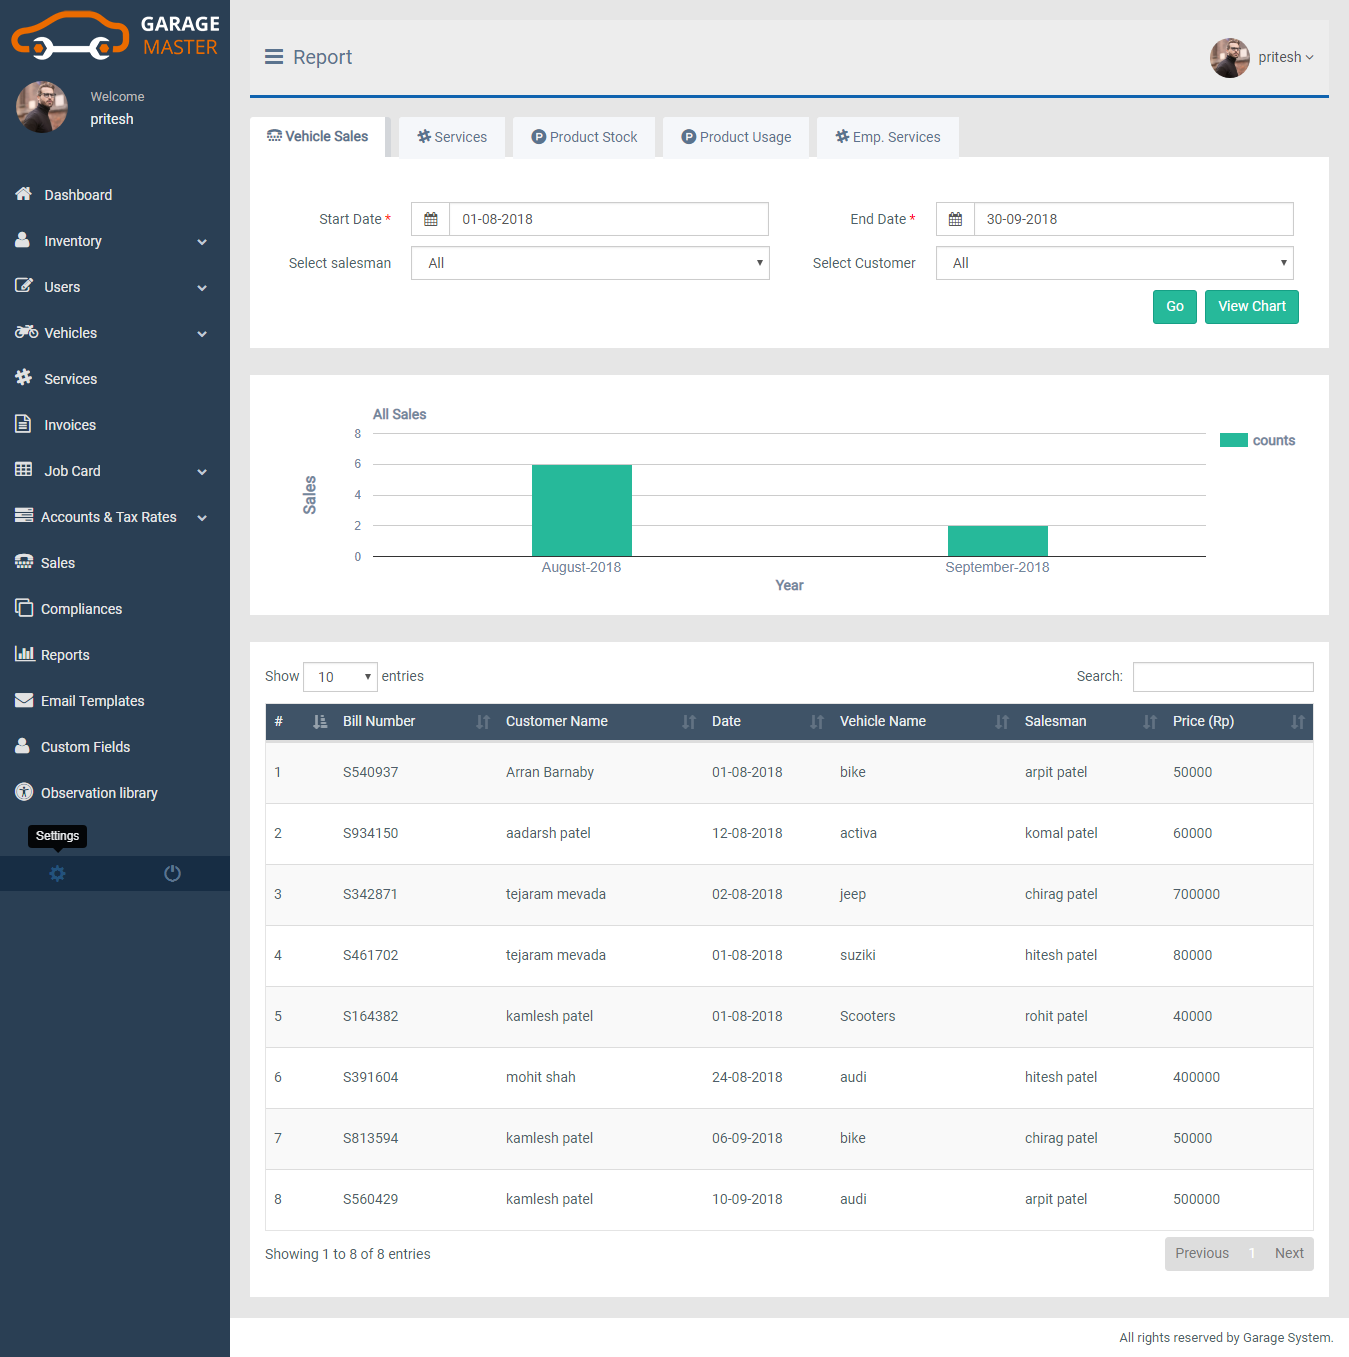 GARAGE
MASTER
Welcome
pritesh
Dashboard
Inventory
Users
Vehicles
Services
Invoices
Job Card
Accounts & Tax Rates
Sales
Compliances
Reports
Email Templates
Custom Fields
Observation library
Settings
Report
pritesh
Vehicle Sales Services Product Stock Product Usage Emp. Services
Start Date * 01-08-2018 End Date * 30-09-2018
Select salesman All Select Customer All
Go View Chart
All Sales
counts
8
6
4
2
0
Sales
August-2018 September-2018
Year
Show 10 entries Search:
# Bill Number Customer Name Date Vehicle Name Salesman Price (Rp)
1 S540937 Arran Barnaby 01-08-2018 bike arpit patel 50000
2 S934150 aadarsh patel 12-08-2018 activa komal patel 60000
3 S342871 tejaram mevada 02-08-2018 jeep chirag patel 700000
4 S461702 tejaram mevada 01-08-2018 suziki hitesh patel 80000
5 S164382 kamlesh patel 01-08-2018 Scooters rohit patel 40000
6 S391604 mohit shah 24-08-2018 audi hitesh patel 400000
7 S813594 kamlesh patel 06-09-2018 bike chirag patel 50000
8 S560429 kamlesh patel 10-09-2018 audi arpit patel 500000
Showing 1 to 8 of 8 entries Previous 1 Next
All rights reserved by Garage System.